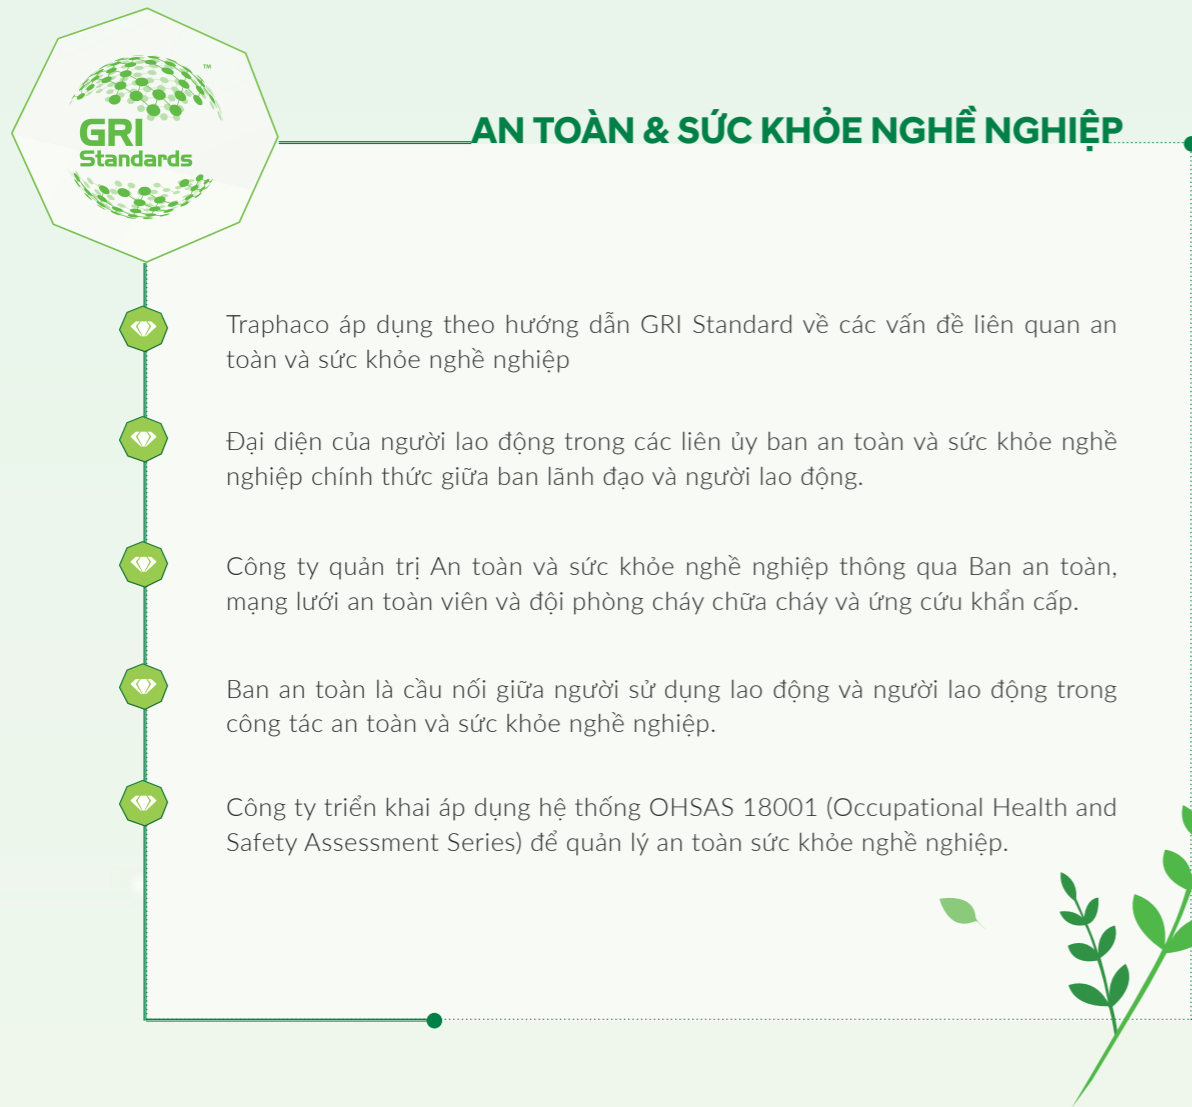 GRI
Standards
™
AN TOÀN & SỨC KHỎE NGHỀ NGHIỆP
Traphaco áp dụng theo hướng dẫn GRI Standard về các vấn đề liên quan an
toàn và sức khỏe nghề nghiệp
Đại diện của người lao động trong các liên ủy ban an toàn và sức khỏe nghề
nghiệp chính thức giữa ban lãnh đạo và người lao động.
Công ty quản trị An toàn và sức khỏe nghề nghiệp thông qua Ban an toàn,
mạng lưới an toàn viên và đội phòng cháy chữa cháy và ứng cứu khẩn cấp.
Ban an toàn là cầu nối giữa người sử dụng lao động và người lao động trong
công tác an toàn và sức khỏe nghề nghiệp.
Công ty triển khai áp dụng hệ thống OHSAS 18001 (Occupational Health and
Safety Assessment Series) để quản lý an toàn sức khỏe nghề nghiệp.